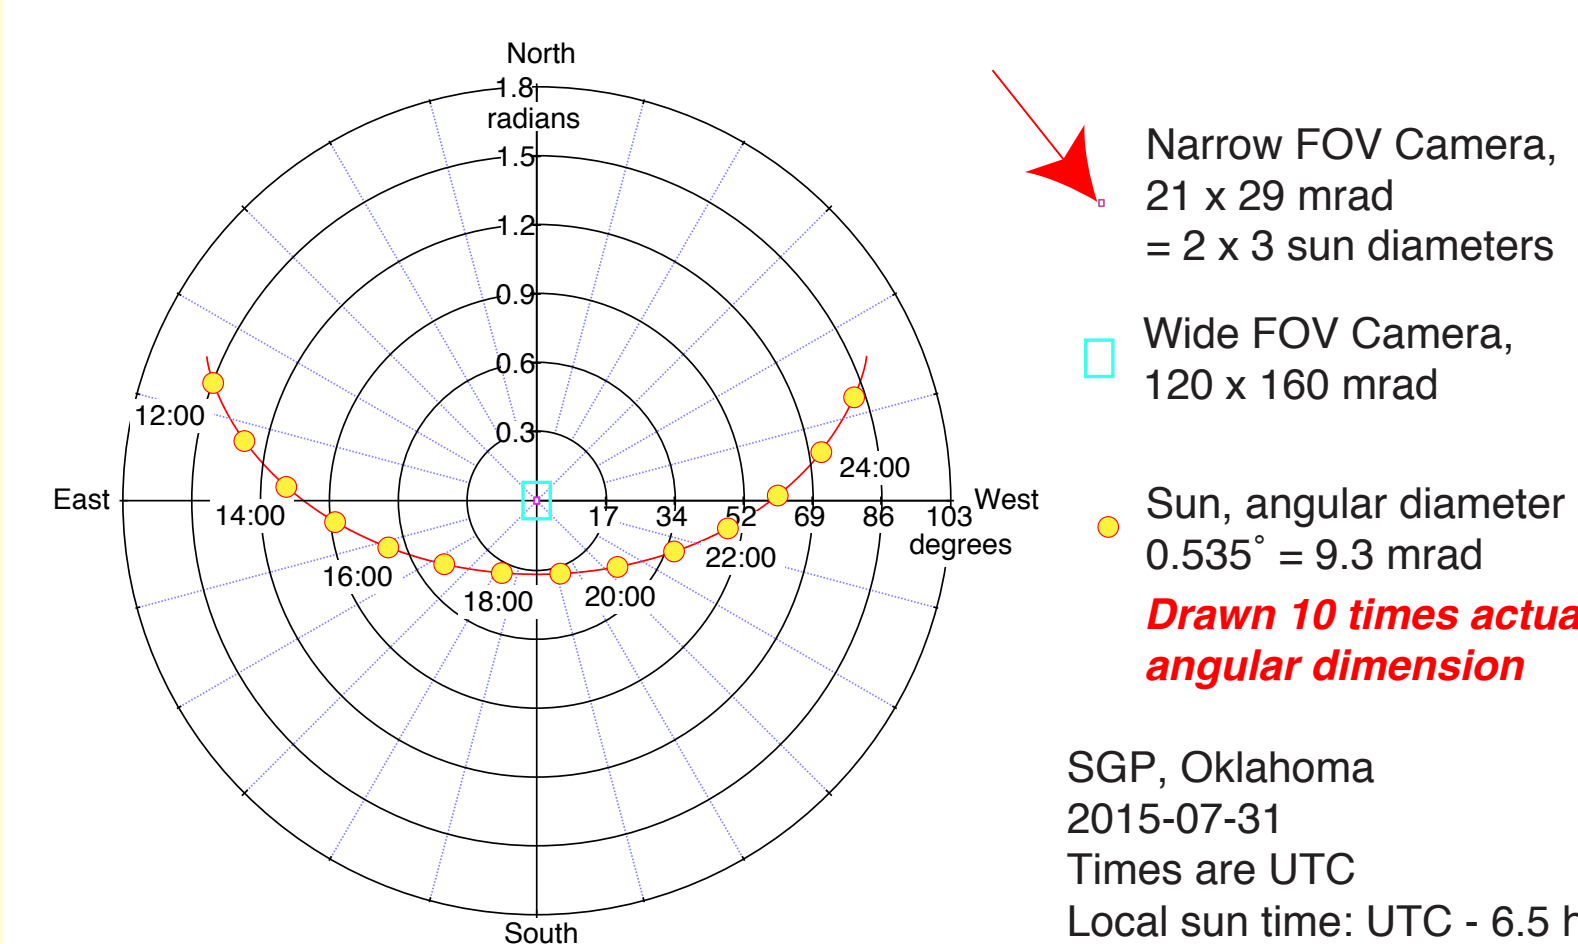 North
1.8
radians
1.5
1.2
0.9
0.6
0.3
East
West
17 34 52 69 86 103
degrees
12:00
14:00
16:00
18:00
20:00
22:00
24:00
South
Narrow FOV Camera,
21 x 29 mrad
= 2 x 3 sun diameters
Wide FOV Camera,
120 x 160 mrad
Sun, angular diameter
0.535˚ = 9.3 mrad
Drawn 10 times actua
angular dimension
SGP, Oklahoma
2015-07-31
Times are UTC
Local sun time: UTC - 6.5 h